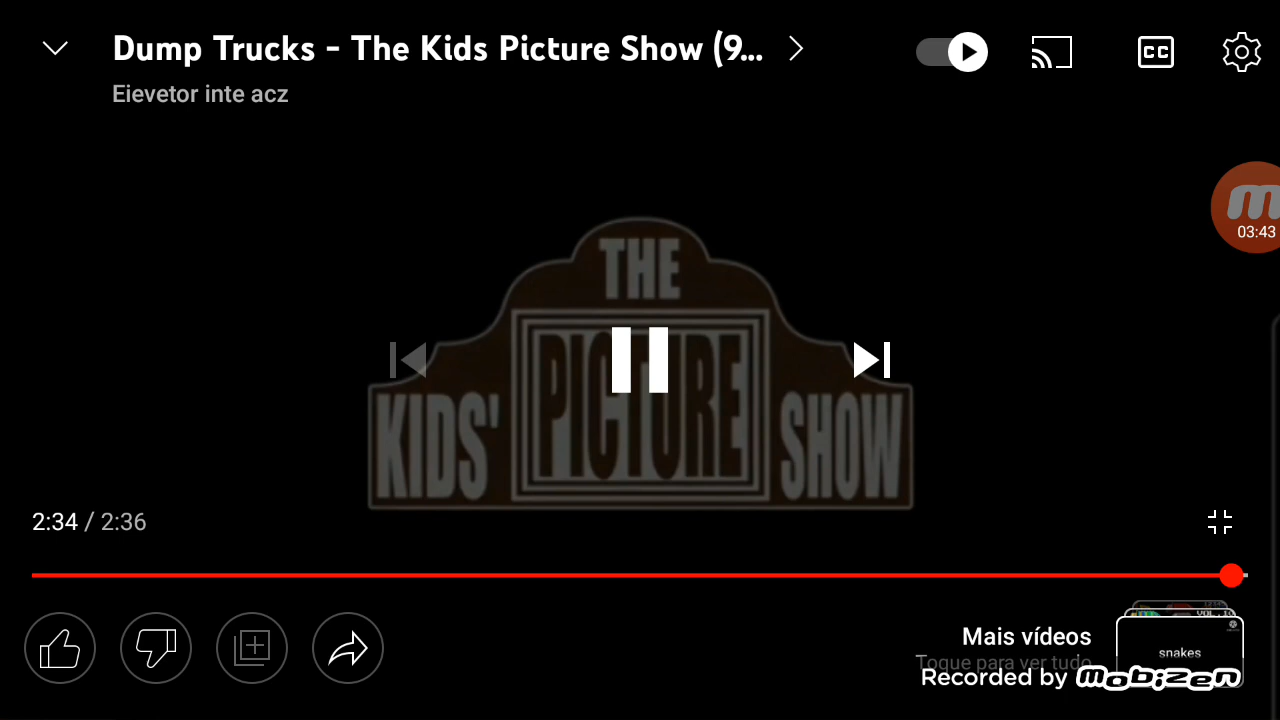 Dump Trucks - The Kids Picture Show (9...
Eievetor inte acz
CC
03:43
THE
KIDS' PICTURE SHOW
2:34 / 2:36
Mais vídeos
Toque para ver tudo
snakes
Recorded by mobizen